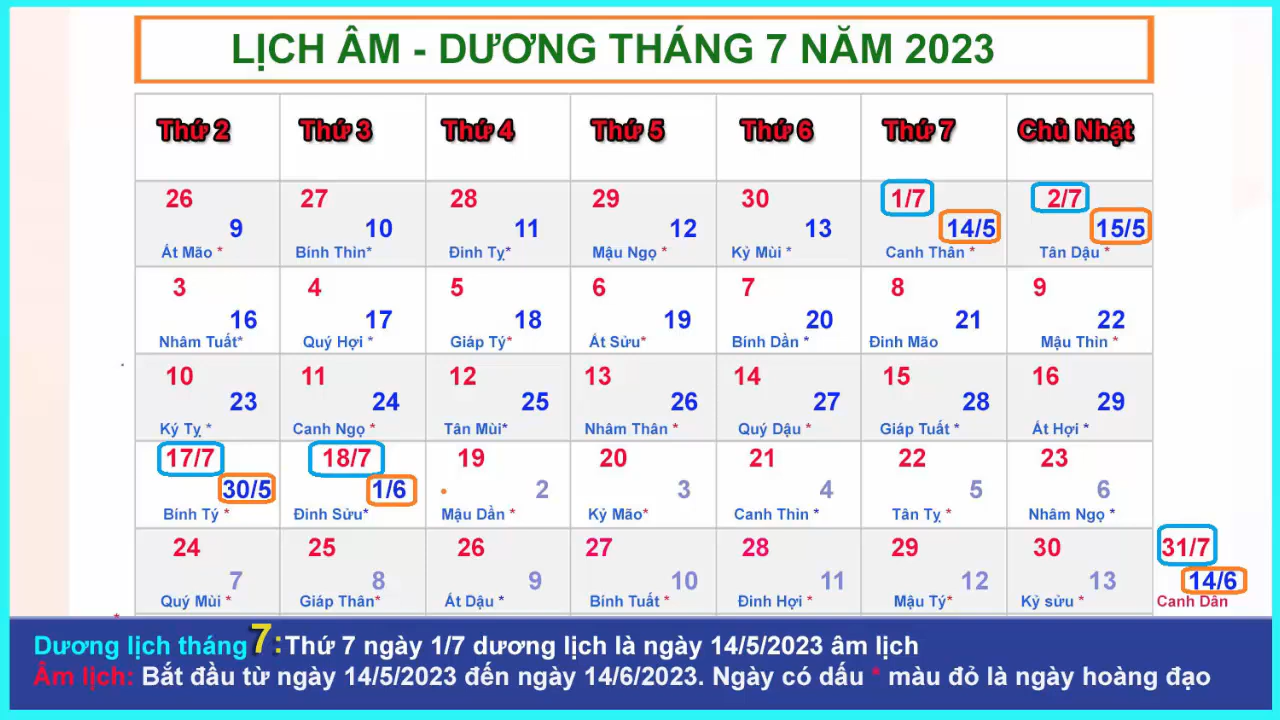 LỊCH ÂM - DƯƠNG THÁNG 7 NĂM 2023
Thứ 2 Thứ 3 Thứ 4 Thứ 5 Thứ 6 Thứ 7 Chủ Nhật
26 27 28 29 30 1/7 2/7
9 10 11 12 13 14/5 15/5
Ất Mão * Bính Thìn* Đinh Tỵ* Mậu Ngọ * Kỷ Mùi * Canh Thân * Tân Dậu *
3 4 5 6 7 8 9
16 17 18 19 20 21 22
Nhâm Tuất* Quý Hợi * Giáp Tý* Ất Sửu* Bính Dần * Đinh Mão Mậu Thìn *
10 11 12 13 14 15 16
23 24 25 26 27 28 29
Ký Tỵ * Canh Ngọ * Tân Mùi* Nhâm Thân * Quý Dậu * Giáp Tuất * Ất Hợi *
17/7 18/7 19 20 21 22 23
30/5 1/6 2 3 4 5 6
Bính Tý * Đinh Sửu* Mậu Dần * Kỷ Mão* Canh Thìn * Tân Tỵ * Nhâm Ngọ *
24 25 26 27 28 29 30 31/7
7 8 9 10 11 12 13 14/6
Quý Mùi * Giáp Thân* Ất Dậu * Bính Tuất * Đinh Hợi * Mậu Tý* Kỷ sửu * Canh Dần
*
Dương lịch tháng 7: Thứ 7 ngày 1/7 dương lịch là ngày 14/5/2023 âm lịch
Âm lịch: Bắt đầu từ ngày 14/5/2023 đến ngày 14/6/2023. Ngày có dấu * màu đỏ là ngày hoàng đạo